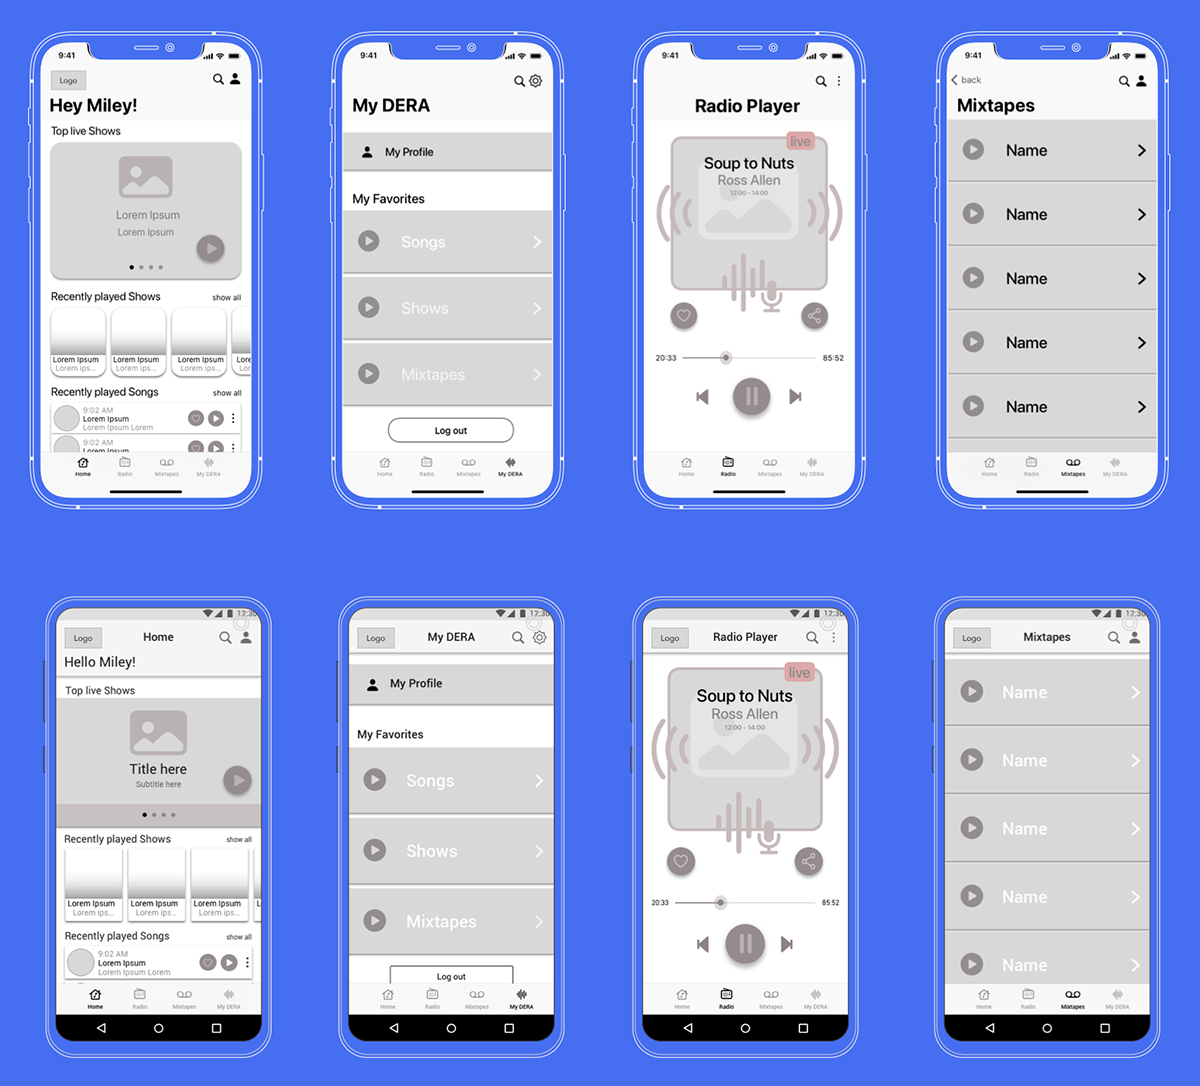 9:41
Logo
Hey Miley!
Top live Shows
Lorem Ipsum
Lorem Ipsum
Recently played Shows show all
Lorem Ipsum Lorem Ipsum Lorem Ipsum Lore
Lorem ips... Lorem ips... Lorem ips... Lore
Recently played Songs show all
9:02 AM
Lorem Ipsum
Lorem Ipsum Lorem
9:02 AM
Lorem Ipsum
Home Radio Mixtapes My DERA
9:41
My DERA
My Profile
My Favorites
Songs
Shows
Mixtapes
Log out
Home Radio Mixtapes My DERA
9:41
Radio Player
live
Soup to Nuts
Ross Allen
12:00 - 14:00
20:33 85:52
Home Radio Mixtapes My DERA
9:41
back
Mixtapes
Name
Name
Name
Name
Name
Home Radio Mixtapes My DERA
12:30
Logo Home
Hello Miley!
Top live Shows
Title here
Subtitle here
Recently played Shows show all
Lorem Ipsum Lorem Ipsum Lorem Ipsum Lore
Lorem ips... Lorem ips... Lorem ips...
Recently played Songs show all
9:02 AM
Lorem Ipsum
Lorem Ipsum Lorem
Home Radio Mixtapes My DERA
12:30
Logo My DERA
My Profile
My Favorites
Songs
Shows
Mixtapes
Log out
Home Radio Mixtapes My DERA
12:30
Logo Radio Player
live
Soup to Nuts
Ross Allen
12:00 - 14:00
20:33 85:52
Home Radio Mixtapes My DERA
12:30
Logo Mixtapes
Name
Name
Name
Name
Name
Home Radio Mixtapes My DERA